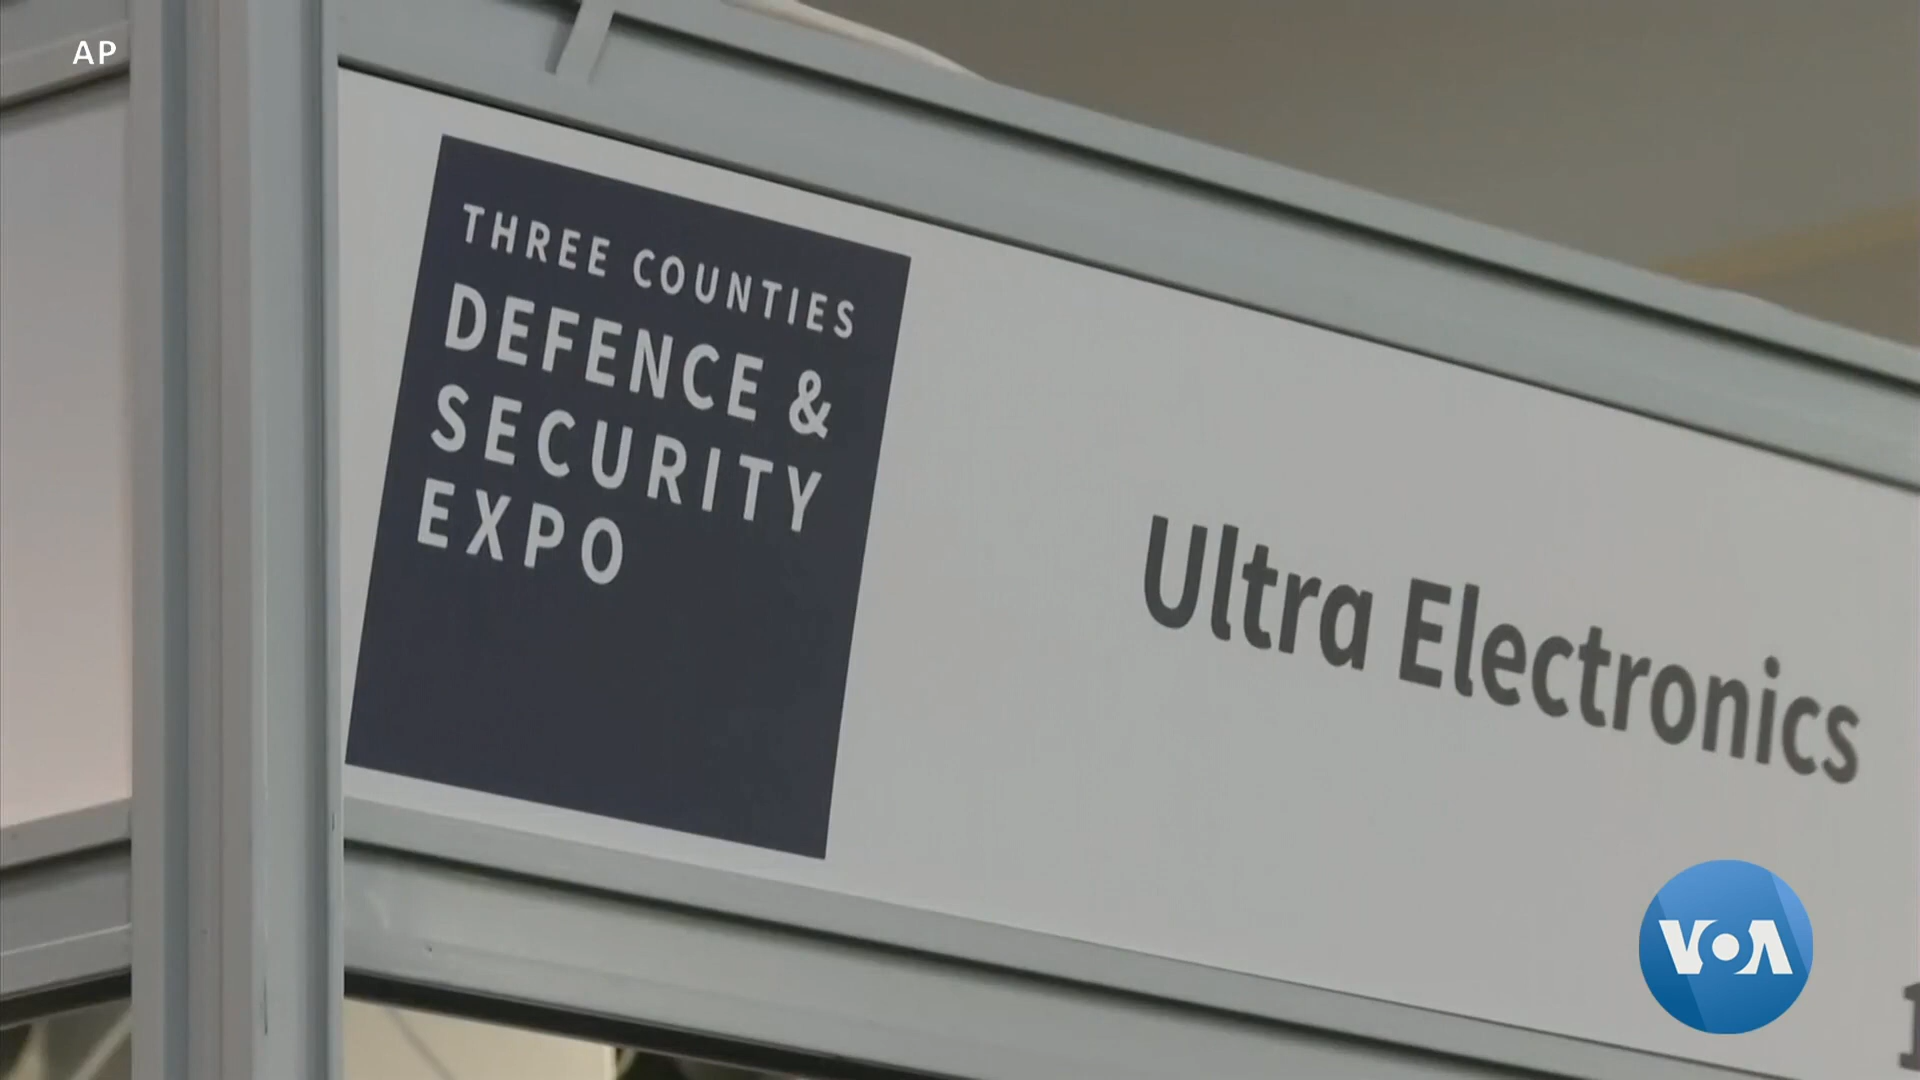 AP
THREE COUNTIES
DEFENCE &
SECURITY
EXPO
Ultra Electronics
VOA